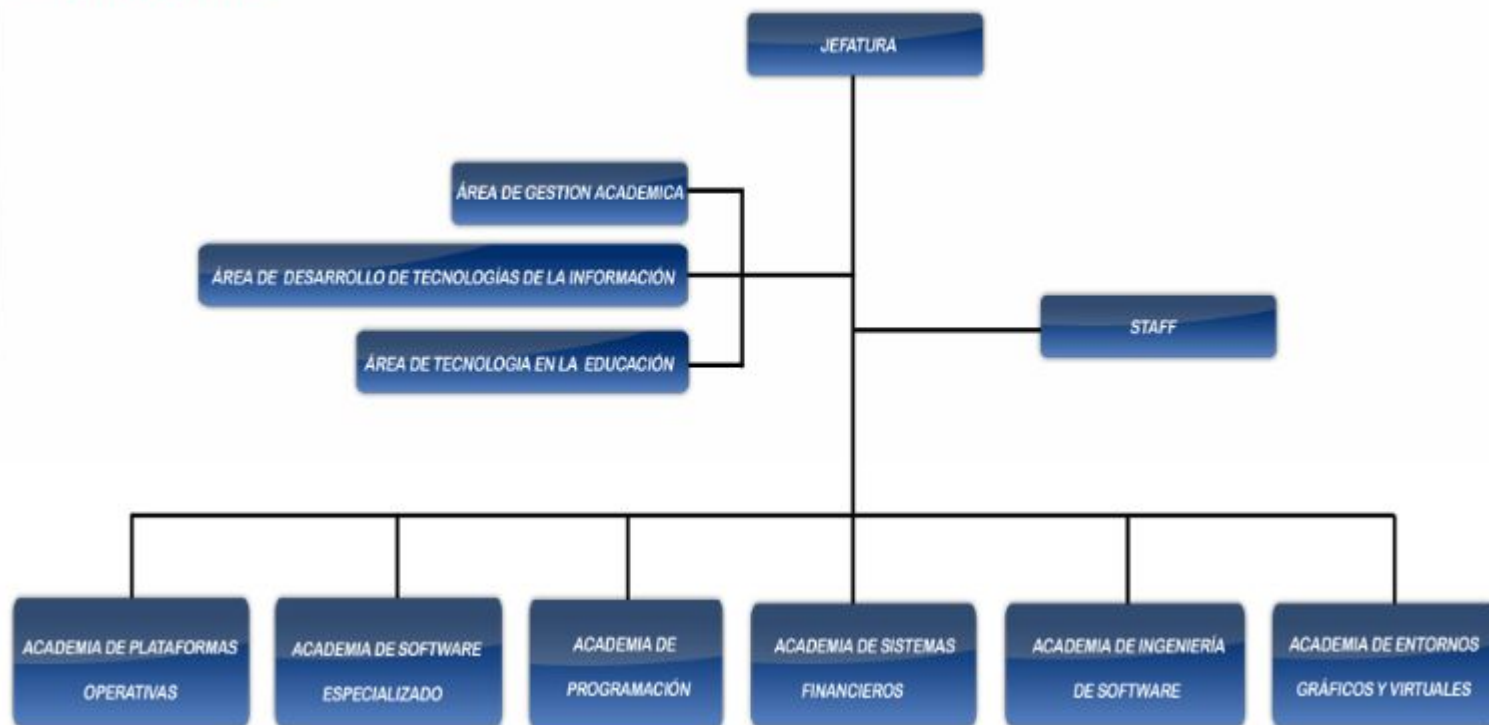 JEFATURA
ÁREA DE GESTION ACADEMICA
ÁREA DE DESARROLLO DE TECNOLOGÍAS DE LA INFORMACIÓN
STAFF
ÁREA DE TECNOLOGIA EN LA EDUCACIÓN
ACADEMIA DE PLATAFORMAS
OPERATIVAS
ACADEMIA DE SOFTWARE
ESPECIALIZADO
ACADEMIA DE
PROGRAMACIÓN
ACADEMIA DE SISTEMAS
FINANCIEROS
ACADEMIA DE INGENIERÍA
DE SOFTWARE
ACADEMIA DE ENTORNOS
GRÁFICOS Y VIRTUALES